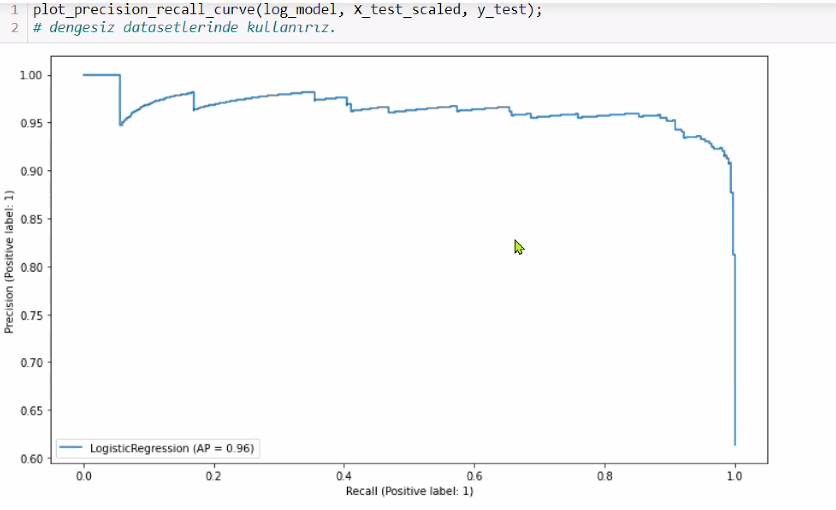 1 plot_precision_recall_curve(log_model, X_test_scaled, y_test);
2 # dengesiz datasetlerinde kullanırız.
1.00
0.95
0.90
0.85
0.80
0.75
0.70
0.65
0.60
Precision (Positive label: 1)
LogisticRegression (AP = 0.96)
0.0 0.2 0.4 0.6 0.8 1.0
Recall (Positive label: 1)